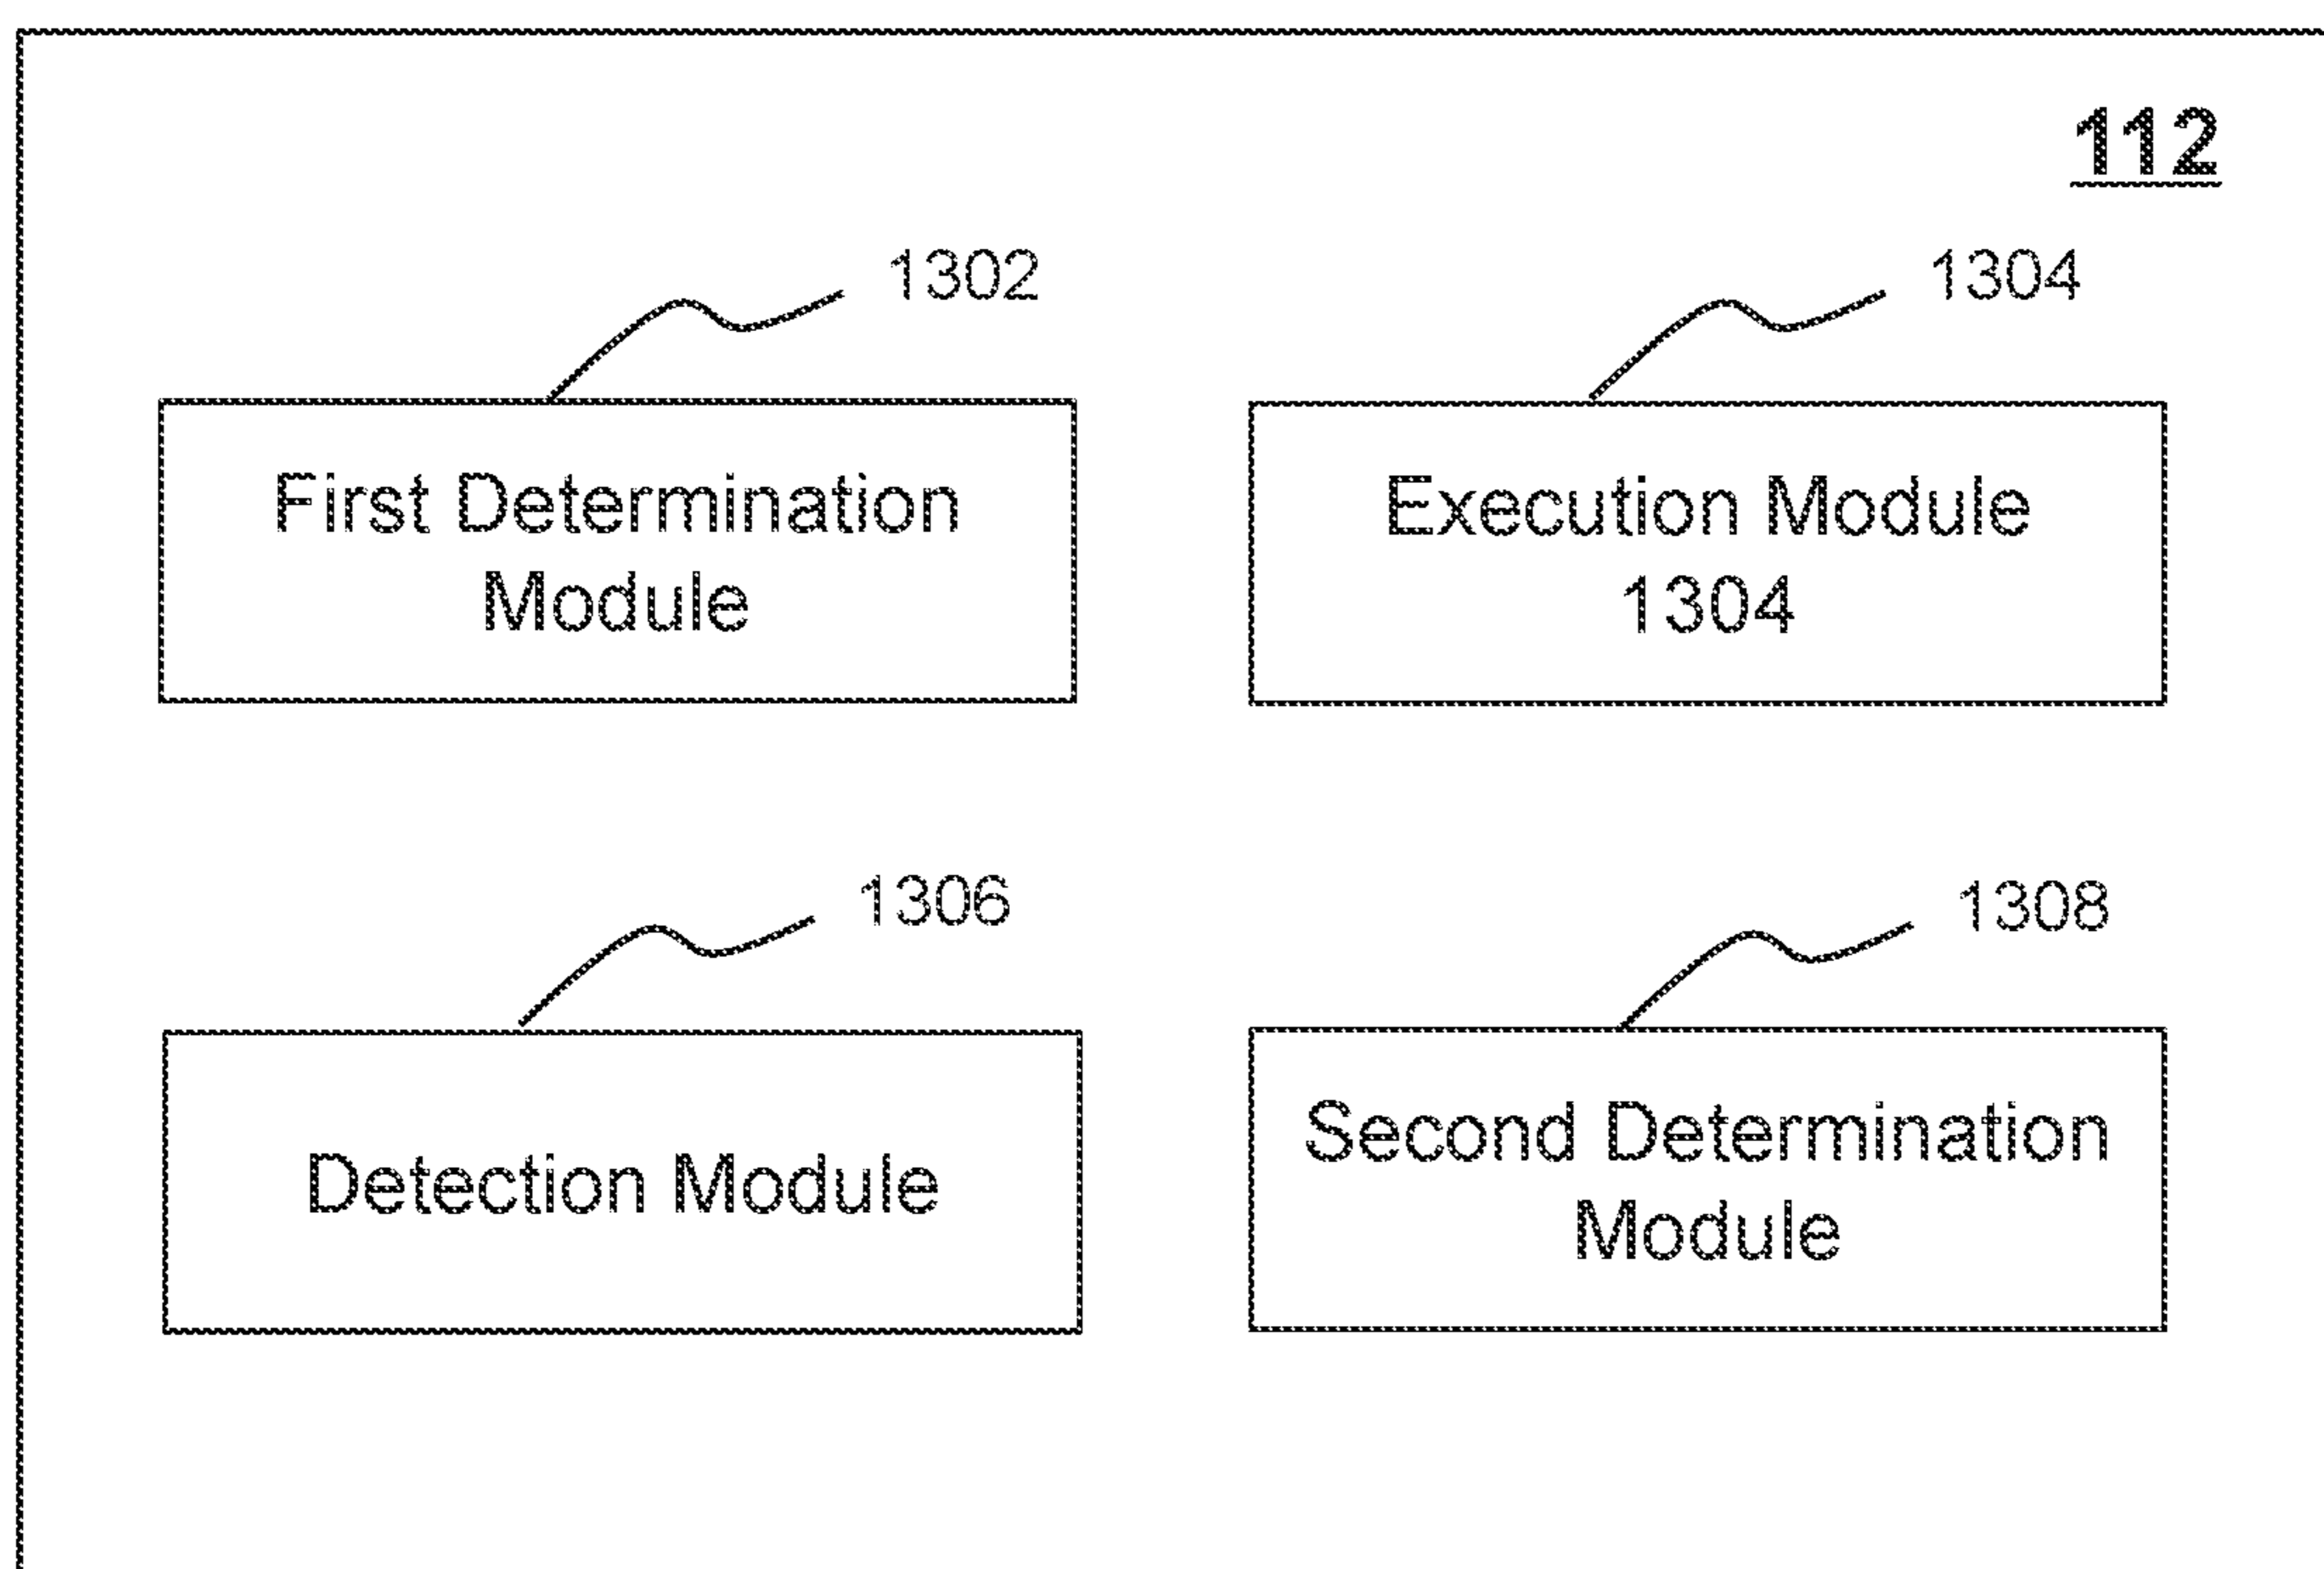 112
1302
1304
First Determination
Module
Execution Module
1304
1306
1308
Detection Module
Second Determination
Module